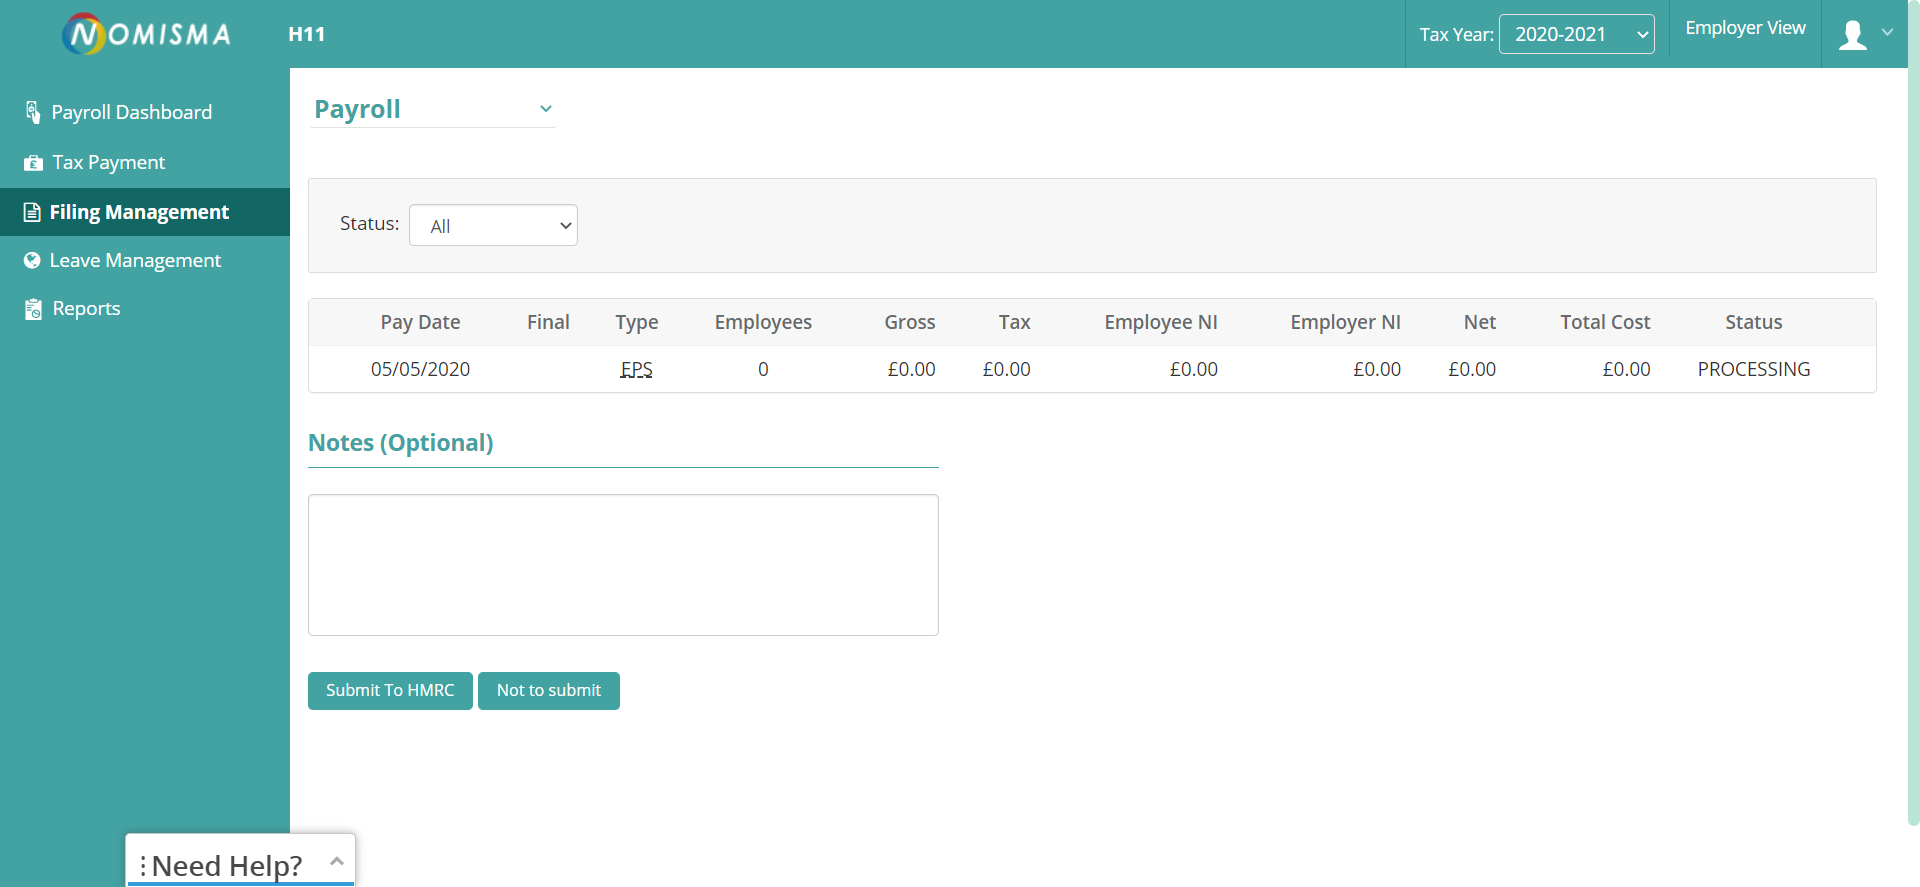 NOMISMA
H11
Tax Year: 2020-2021
Employer View
Payroll Dashboard
Tax Payment
Filing Management
Leave Management
Reports
Payroll
Status: All
Pay Date Final Type Employees Gross Tax Employee NI Employer NI Net Total Cost Status
05/05/2020 EPS 0 £0.00 £0.00 £0.00 £0.00 £0.00 £0.00 PROCESSING
Notes (Optional)
Submit To HMRC Not to submit
Need Help?